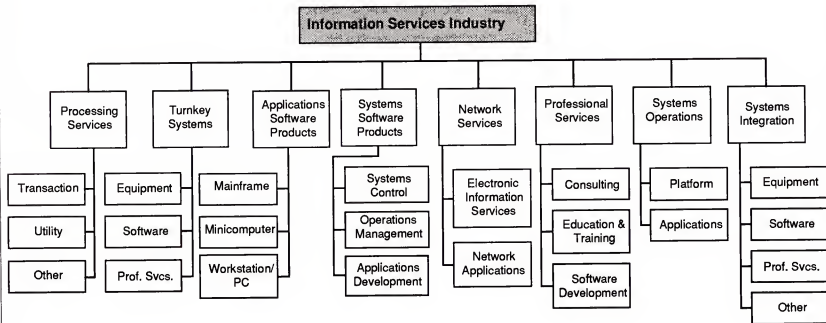 Information Services Industry
Processing
Services
Turnkey
Systems
Applications
Software
Products
Systems
Software
Products
Network
Services
Professional
Services
Systems
Operations
Systems
Integration
Transaction
Utility
Other
Equipment
Software
Prof. Svcs.
Mainframe
Minicomputer
Workstation/
PC
Systems
Control
Operations
Management
Applications
Development
Electronic
Information
Services
Network
Applications
Consulting
Education &
Training
Software
Development
Platform
Applications
Equipment
Software
Prof. Svcs.
Other